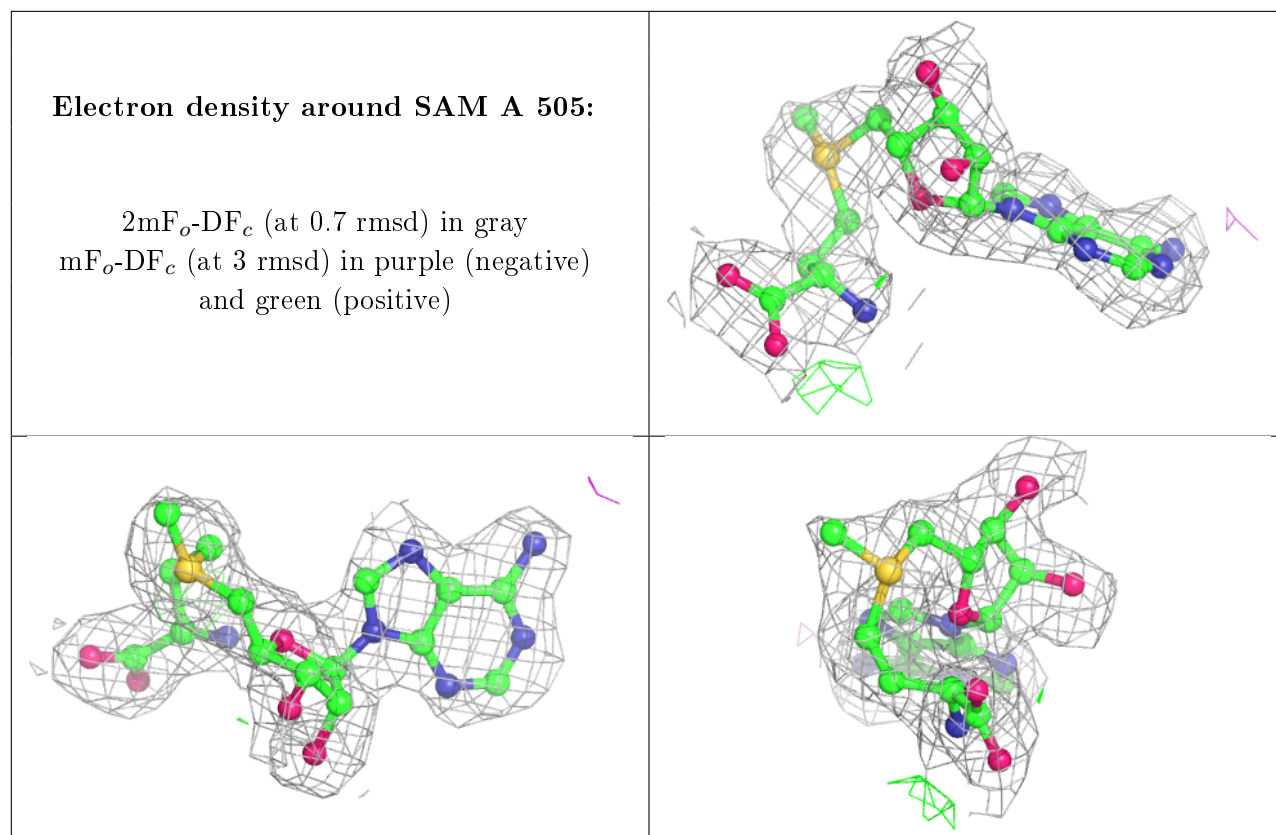 Electron density around SAM A 505:
2mFₒ-DF𝒸 (at 0.7 rmsd) in gray
mFₒ-DF𝒸 (at 3 rmsd) in purple (negative)
and green (positive)